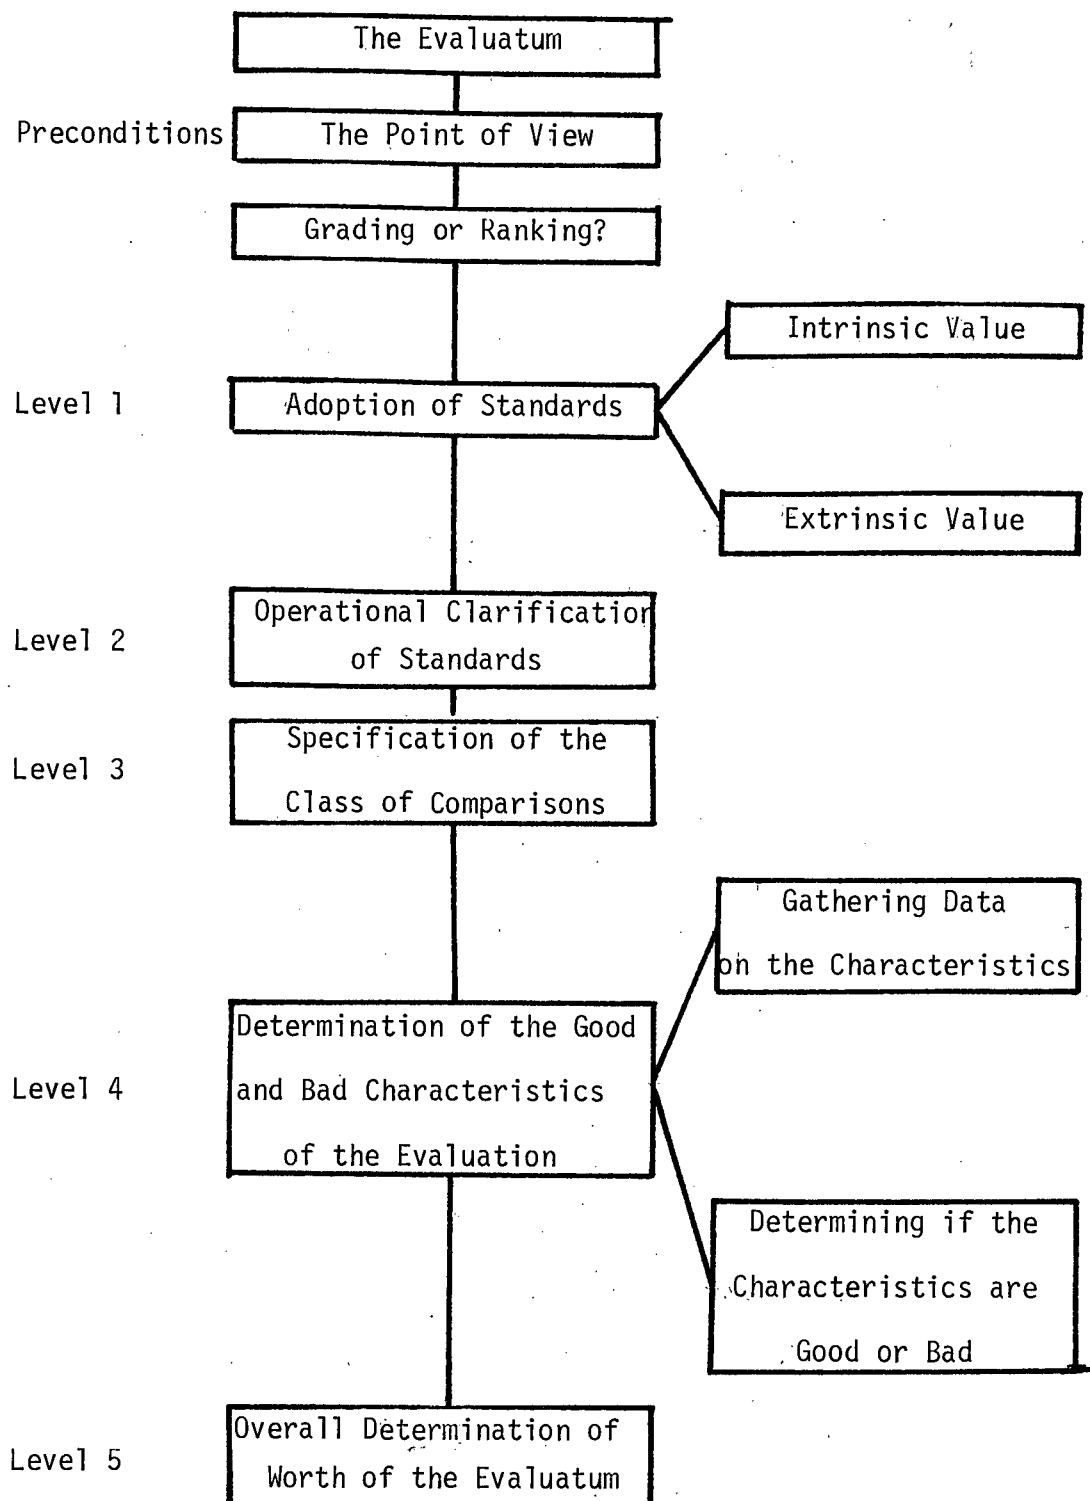 The Evaluatum
Preconditions
The Point of View
Grading or Ranking?
Intrinsic Value
Level 1
Adoption of Standards
Extrinsic Value
Level 2
Operational Clarification
of Standards
Level 3
Specification of the
Class of Comparisons
Gathering Data
on the Characteristics
Level 4
Determination of the Good
and Bad Characteristics
of the Evaluation
Determining if the
Characteristics are
Good or Bad
Level 5
Overall Determination of
Worth of the Evaluatum